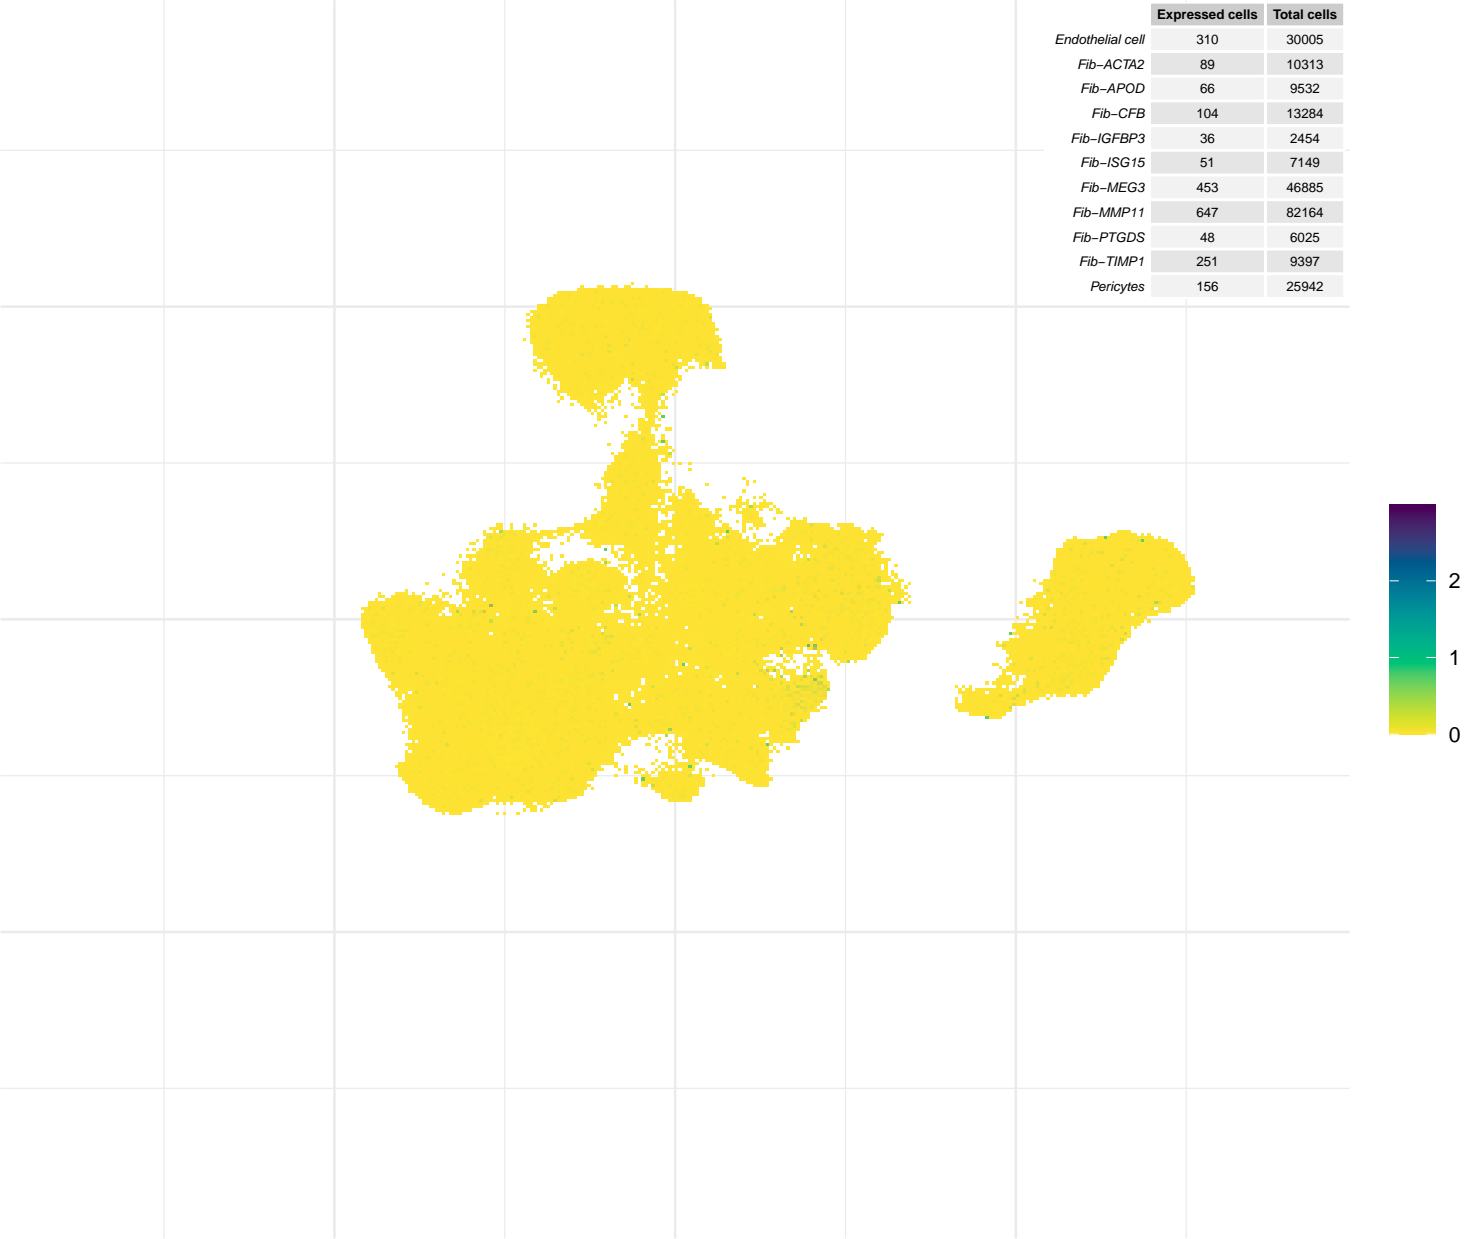 Expressed cells Total cells
Endothelial cell 310 30005
Fib−ACTA2 89 10313
Fib−APOD 66 9532
Fib−CFB 104 13284
Fib−IGFBP3 36 2454
Fib−ISG15 51 7149
Fib−MEG3 453 46885
Fib−MMP11 647 82164
Fib−PTGDS 48 6025
Fib−TIMP1 251 9397
Pericytes 156 25942
2
1
0